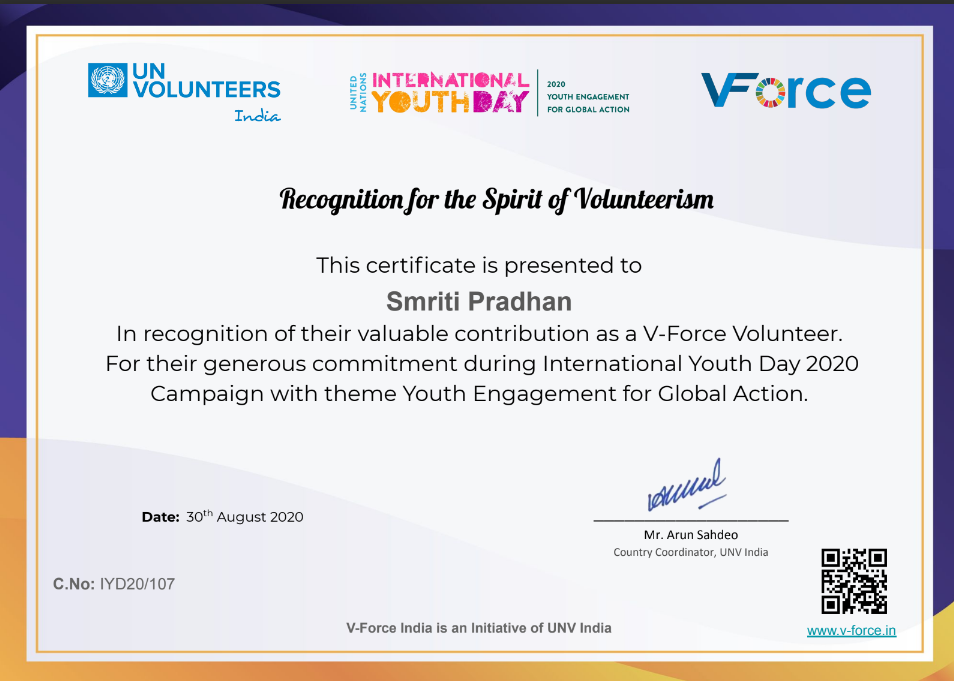 UN
VOLUNTEERS
India
UNITED
NATIONS
INTERNATIONAL
YOUTH DAY
2020
YOUTH ENGAGEMENT
FOR GLOBAL ACTION
VForce
Recognition for the Spirit of Volunteerism
This certificate is presented to
Smriti Pradhan
In recognition of their valuable contribution as a V-Force Volunteer.
For their generous commitment during International Youth Day 2020
Campaign with theme Youth Engagement for Global Action.
Date: 30th August 2020
Mr. Arun Sahdeo
Country Coordinator, UNV India
C.No: IYD20/107
V-Force India is an Initiative of UNV India
www.v-force.in